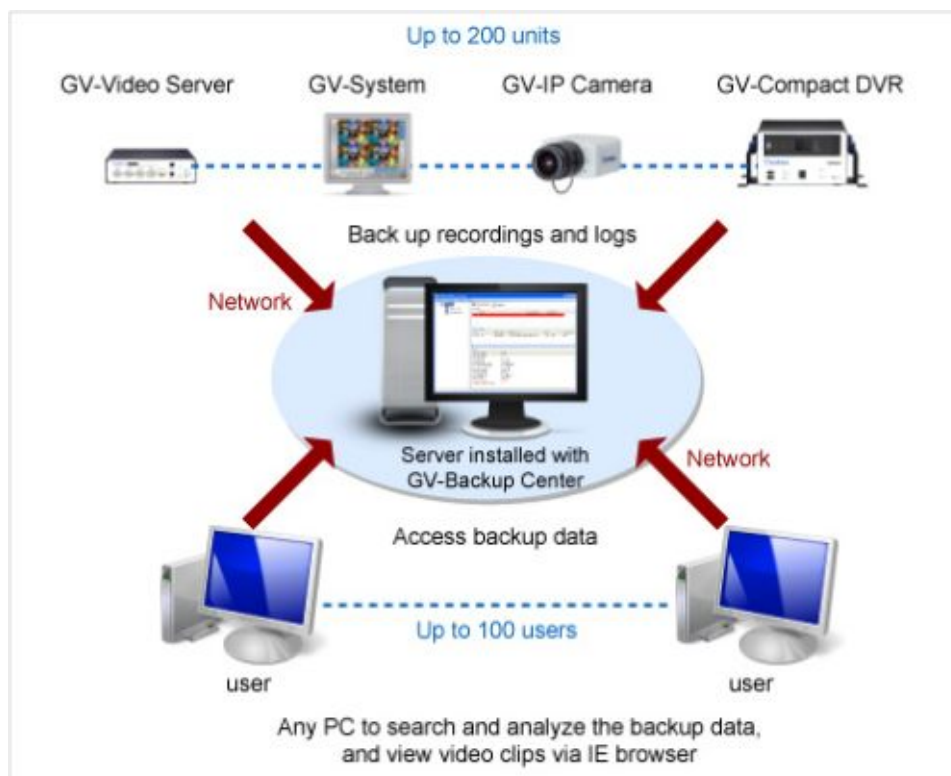 Up to 200 units
GV-Video Server
GV-System
GV-IP Camera
GV-Compact DVR
Back up recordings and logs
Network
Server installed with
GV-Backup Center
Network
Access backup data
Up to 100 users
user
user
Any PC to search and analyze the backup data,
and view video clips via IE browser